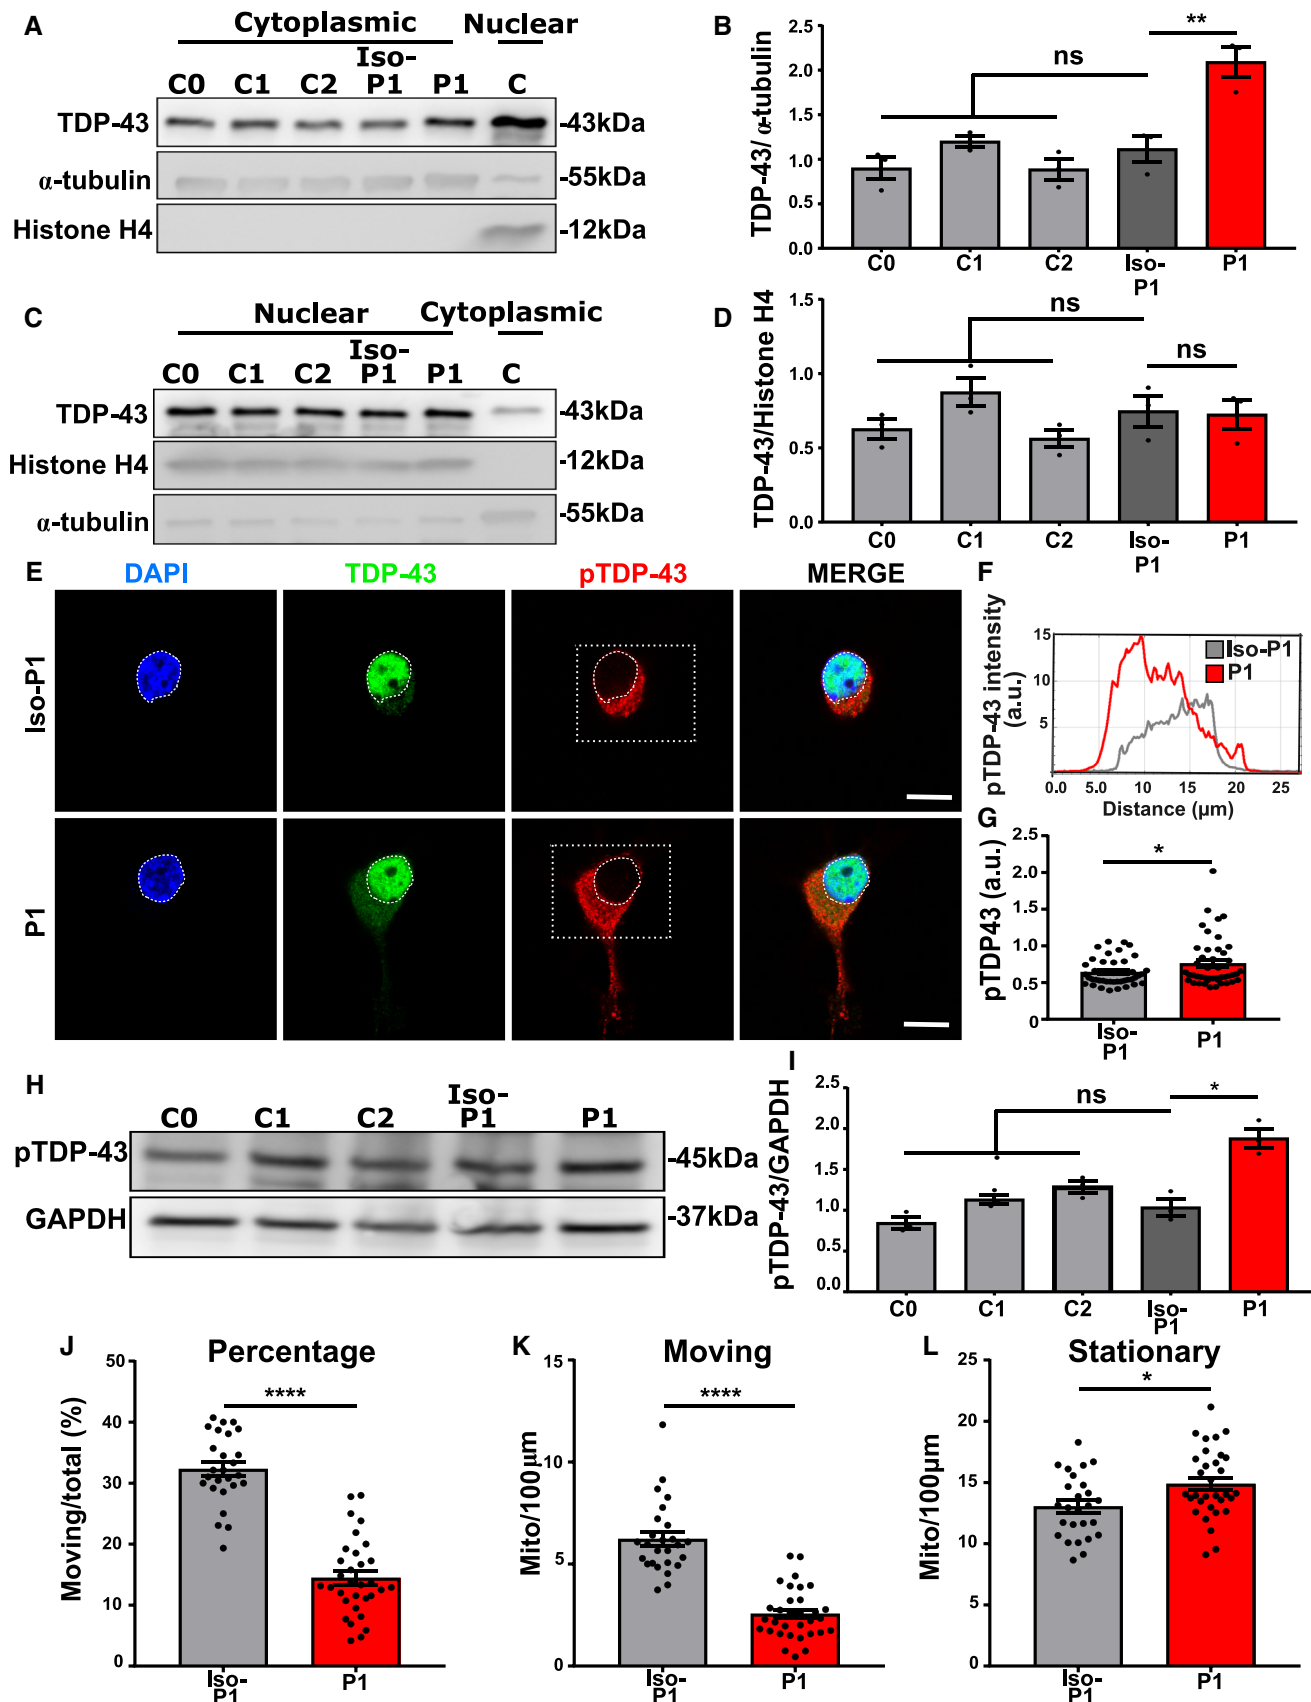 A
Cytoplasmic
Nuclear
C0 C1 C2 Iso-P1 P1 C
TDP-43
-43kDa
α-tubulin
-55kDa
Histone H4
-12kDa
B
TDP-43/ α-tubulin
2.5
2.0
1.5
1.0
0.5
0.0
ns
**
C0 C1 C2 Iso-P1 P1
C
Nuclear
Cytoplasmic
C0 C1 C2 Iso-P1 P1 C
TDP-43
-43kDa
Histone H4
-12kDa
α-tubulin
-55kDa
D
TDP-43/Histone H4
1.5
1.0
0.5
0.0
ns
ns
C0 C1 C2 Iso-P1 P1
E
DAPI
TDP-43
pTDP-43
MERGE
Iso-P1
P1
F
pTDP-43 intensity
(a.u.)
15
10
5
Iso-P1
P1
0.0 5.0 10 15 20 25
Distance (µm)
G
pTDP43 (a.u.)
2.5
2.0
1.5
1.0
0.5
0
*
Iso-P1 P1
H
C0 C1 C2 Iso-P1 P1
pTDP-43
-45kDa
GAPDH
-37kDa
I
pTDP-43/GAPDH
2.5
2.0
1.5
1.0
0.5
0.0
ns
*
C0 C1 C2 Iso-P1 P1
J
Percentage
Moving/total (%)
50
40
30
20
10
0
****
Iso-P1 P1
K
Moving
Mito/100µm
15
10
5
0
****
Iso-P1 P1
L
Stationary
Mito/100µm
25
20
15
10
5
0
*
Iso-P1 P1